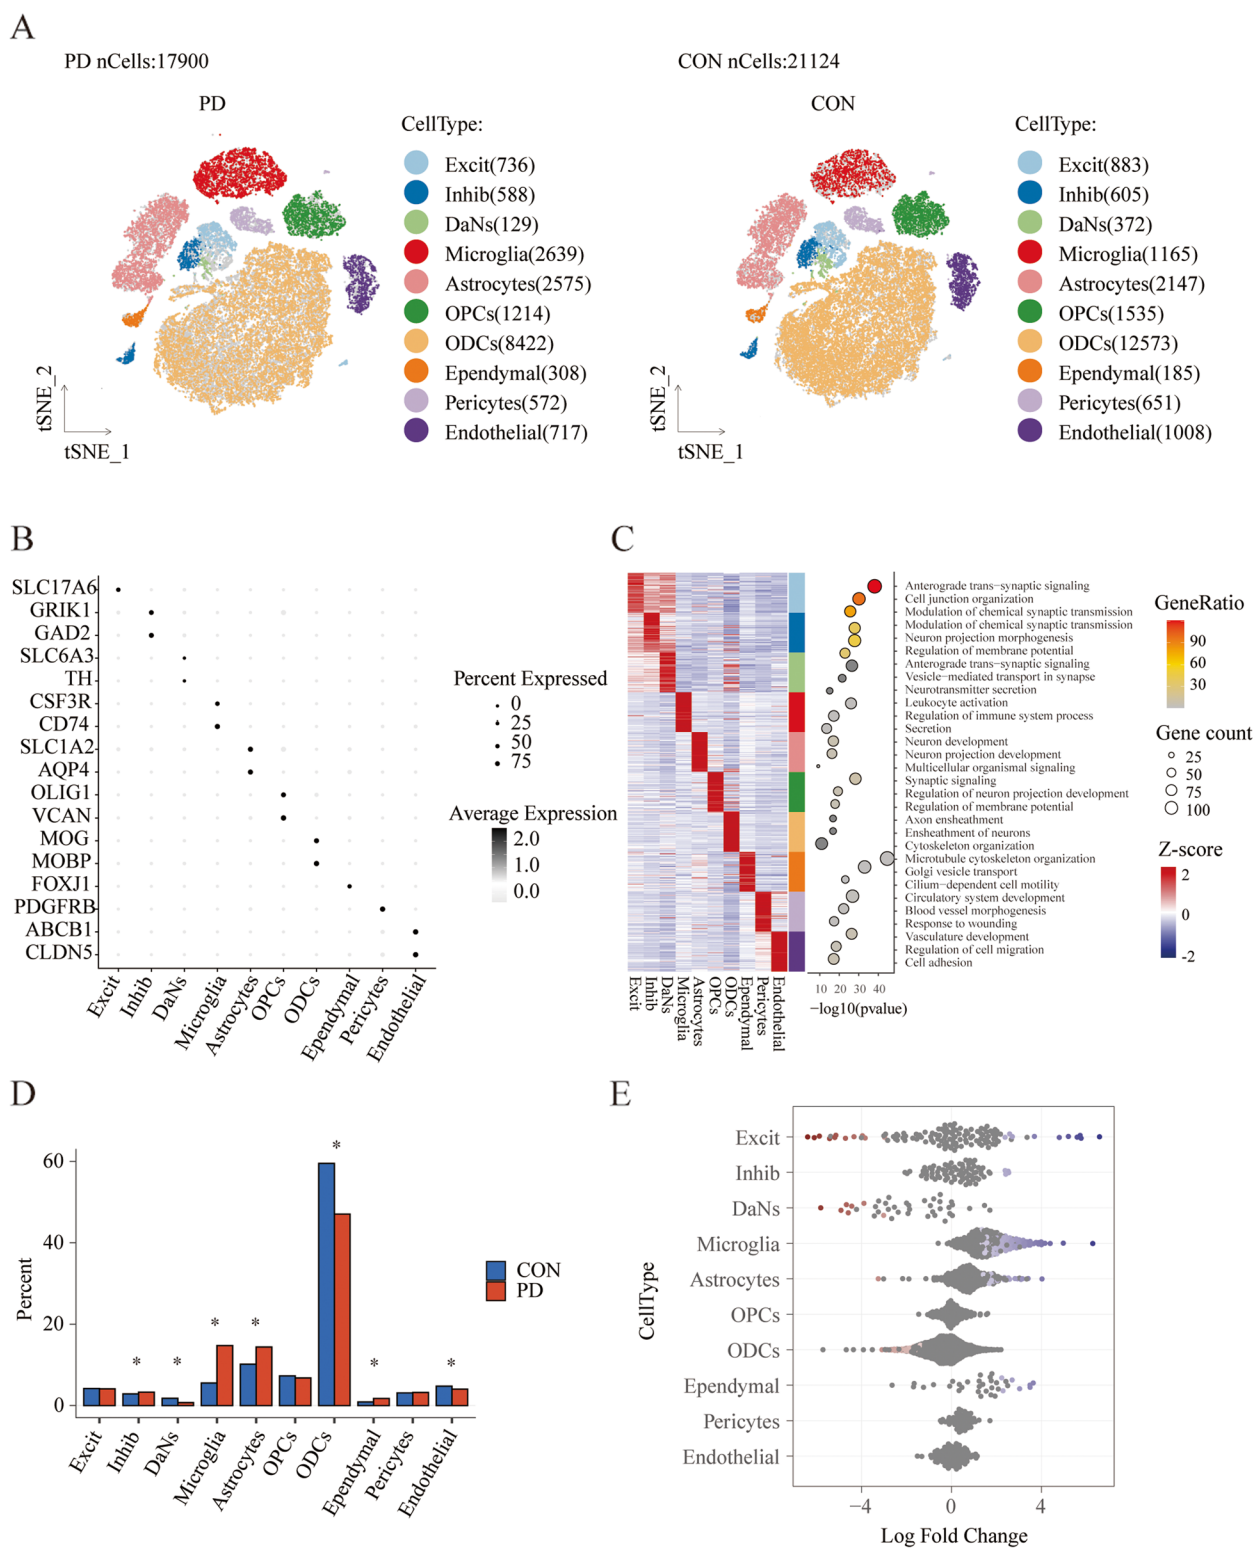 A
PD nCells:17900
CON nCells:21124
PD
CellType:
Excit(736)
Inhib(588)
DaNs(129)
Microglia(2639)
Astrocytes(2575)
OPCs(1214)
ODCs(8422)
Ependymal(308)
Pericytes(572)
Endothelial(717)
tSNE_2
tSNE_1
CON
CellType:
Excit(883)
Inhib(605)
DaNs(372)
Microglia(1165)
Astrocytes(2147)
OPCs(1535)
ODCs(12573)
Ependymal(185)
Pericytes(651)
Endothelial(1008)
tSNE_2
tSNE_1
B
SLC17A6
GRIK1
GAD2
SLC6A3
TH
CSF3R
CD74
SLC1A2
AQP4
OLIG1
VCAN
MOG
MOBP
FOXJ1
PDGFRB
ABCB1
CLDN5
Excit
Inhib
DaNs
Microglia
Astrocytes
OPCs
ODCs
Ependymal
Pericytes
Endothelial
Percent Expressed
0
25
50
75
Average Expression
2.0
1.0
0.0
C
Anterograde trans−synaptic signaling
Cell junction organization
Modulation of chemical synaptic transmission
Modulation of chemical synaptic transmission
Neuron projection morphogenesis
Regulation of membrane potential
Anterograde trans−synaptic signaling
Vesicle−mediated transport in synapse
Neurotransmitter secretion
Leukocyte activation
Regulation of immune system process
Secretion
Neuron development
Neuron projection development
Multicellular organismal signaling
Synaptic signaling
Regulation of neuron projection development
Regulation of membrane potential
Axon ensheathment
Ensheathment of neurons
Cytoskeleton organization
Microtubule cytoskeleton organization
Golgi vesicle transport
Cilium−dependent cell motility
Circulatory system development
Blood vessel morphogenesis
Response to wounding
Vasculature development
Regulation of cell migration
Cell adhesion
Excit
Inhib
DaNs
Microglia
Astrocytes
OPCs
ODCs
Ependymal
Pericytes
Endothelial
10 20 30 40
−log10(pvalue)
GeneRatio
90
60
30
Gene count
25
50
75
100
Z-score
2
0
-2
D
Percent
60
40
20
0
*
*
*
*
*
*
*
Excit
Inhib
DaNs
Microglia
Astrocytes
OPCs
ODCs
Ependymal
Pericytes
Endothelial
CON
PD
E
CellType
Excit
Inhib
DaNs
Microglia
Astrocytes
OPCs
ODCs
Ependymal
Pericytes
Endothelial
−4 0 4
Log Fold Change